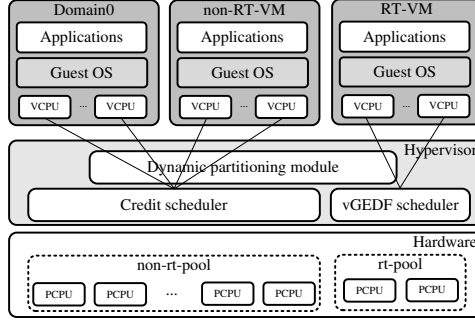 Domain0 non-RT-VM RT-VM
Applications Applications Applications
Guest OS Guest OS Guest OS
VCPU ... VCPU VCPU ... VCPU VCPU ... VCPU
Hypervisor
Dynamic partitioning module
Credit scheduler vGEDF scheduler
Hardware
non-rt-pool rt-pool
PCPU PCPU ... PCPU PCPU PCPU PCPU